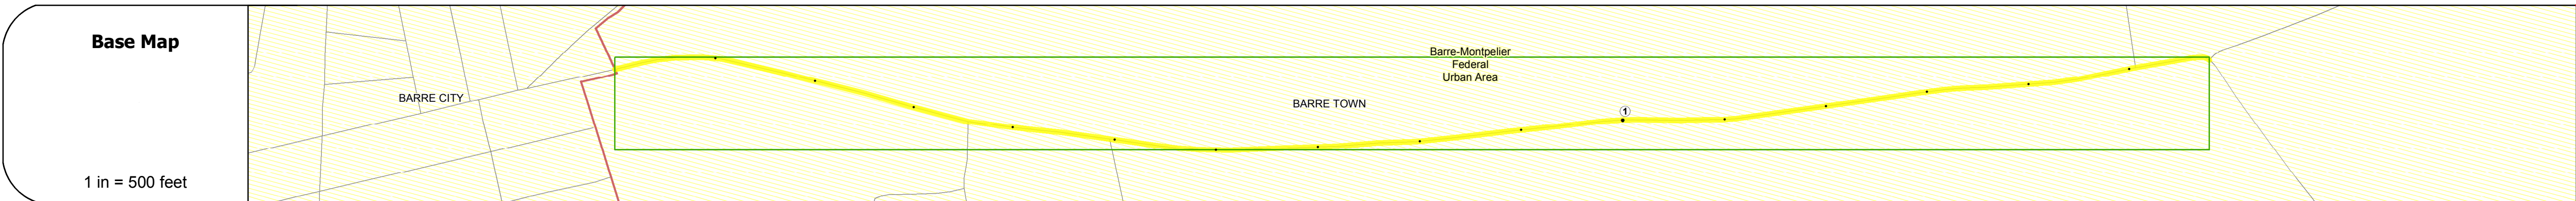 Base Map
1 in = 500 feet
BARRE CITY
BARRE TOWN
Barre-Montpelier
Federal
Urban Area
1